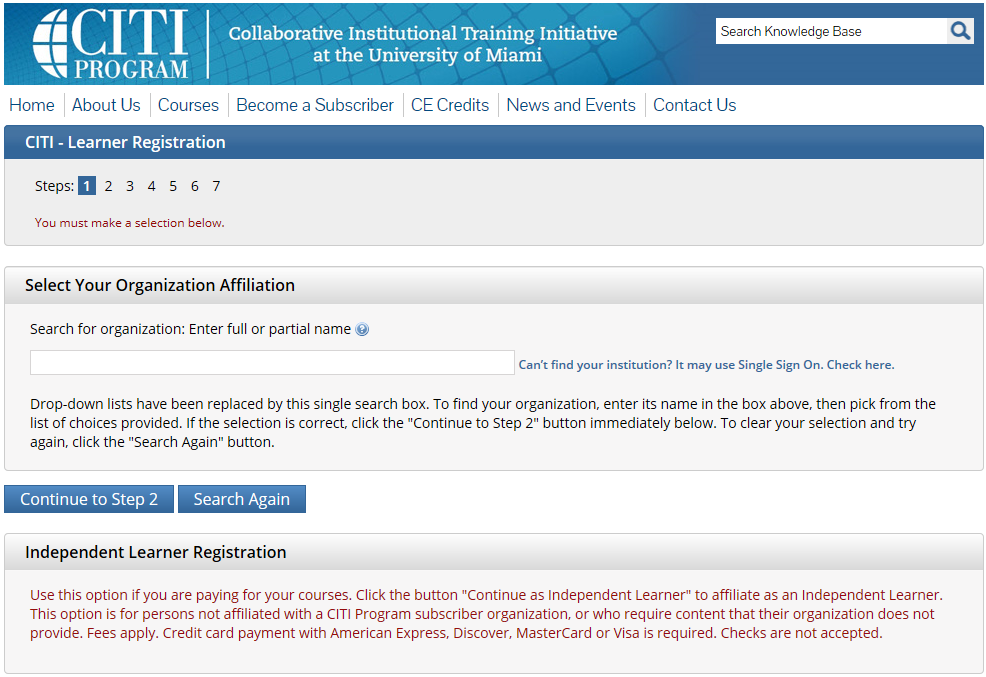 CITI
PROGRAM
Collaborative Institutional Training Initiative
at the University of Miami
Search Knowledge Base
Home About Us Courses Become a Subscriber CE Credits News and Events Contact Us
CITI - Learner Registration
Steps: 1 2 3 4 5 6 7
You must make a selection below.
Select Your Organization Affiliation
Search for organization: Enter full or partial name ?
Can't find your institution? It may use Single Sign On. Check here.
Drop-down lists have been replaced by this single search box. To find your organization, enter its name in the box above, then pick from the
list of choices provided. If the selection is correct, click the "Continue to Step 2" button immediately below. To clear your selection and try
again, click the "Search Again" button.
Continue to Step 2 Search Again
Independent Learner Registration
Use this option if you are paying for your courses. Click the button "Continue as Independent Learner" to affiliate as an Independent Learner.
This option is for persons not affiliated with a CITI Program subscriber organization, or who require content that their organization does not
provide. Fees apply. Credit card payment with American Express, Discover, MasterCard or Visa is required. Checks are not accepted.